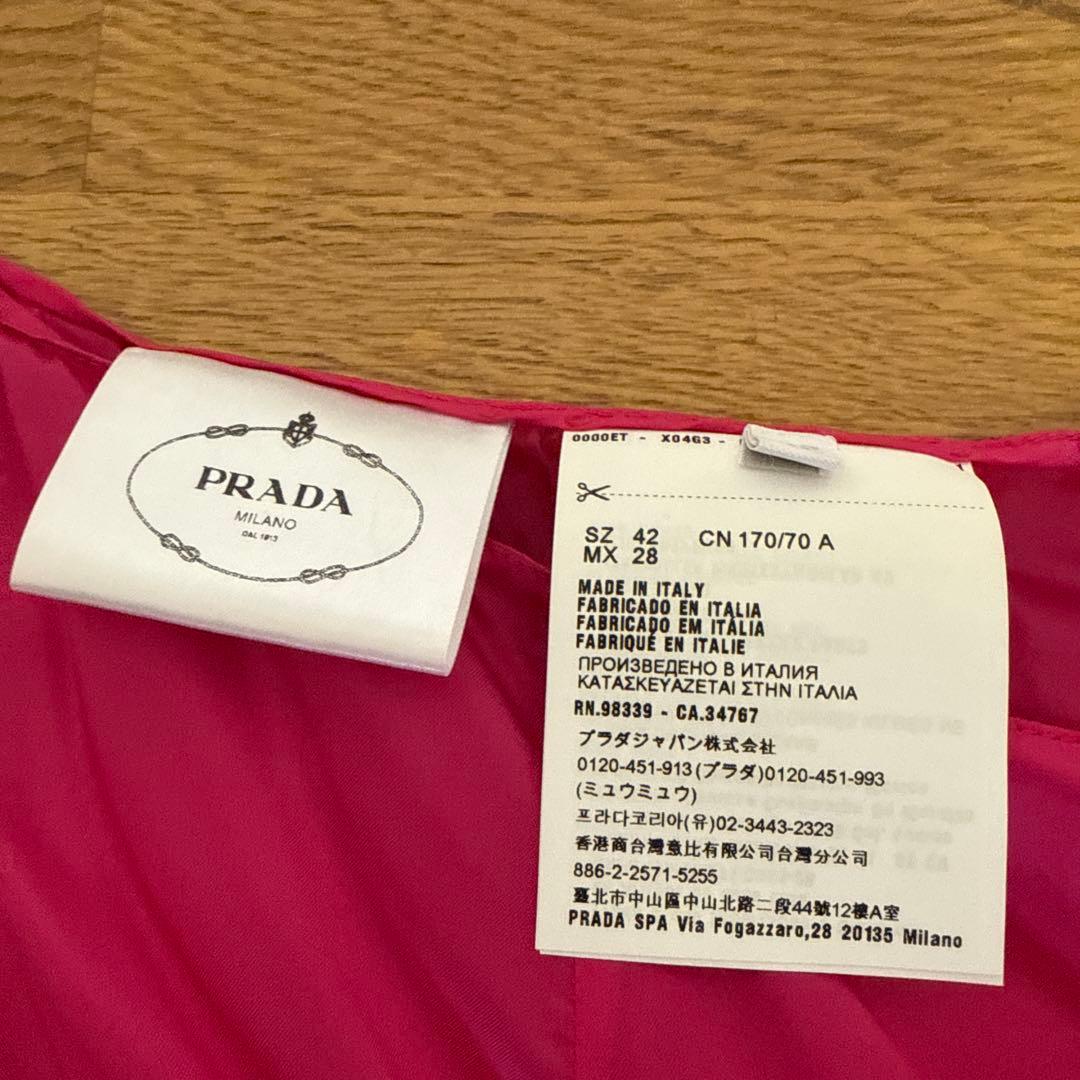 PRADA
MILANO
DAL 1913
0000ET - X04G3 -
SZ 42 CN 170/70 A
MX 28
MADE IN ITALY
FABRICADO EN ITALIA
FABRICADO EM ITÁLIA
FABRIQUÉ EN ITALIE
ПРОИЗВЕДЕНО В ИТАЛИЯ
ΚΑΤΑΣΚΕΥΑΖΕΤΑΙ ΣΤΗΝ ΙΤΑΛΙΑ
RN.98339 - CA.34767
プラダジャパン株式会社
0120-451-913(プラダ)0120-451-993
(ミュウミュウ)
프라다코리아(유)02-3443-2323
香港商台灣意比有限公司台灣分公司
886-2-2571-5255
臺北市中山區中山北路二段44號12樓A室
PRADA SPA Via Fogazzaro,28 20135 Milano